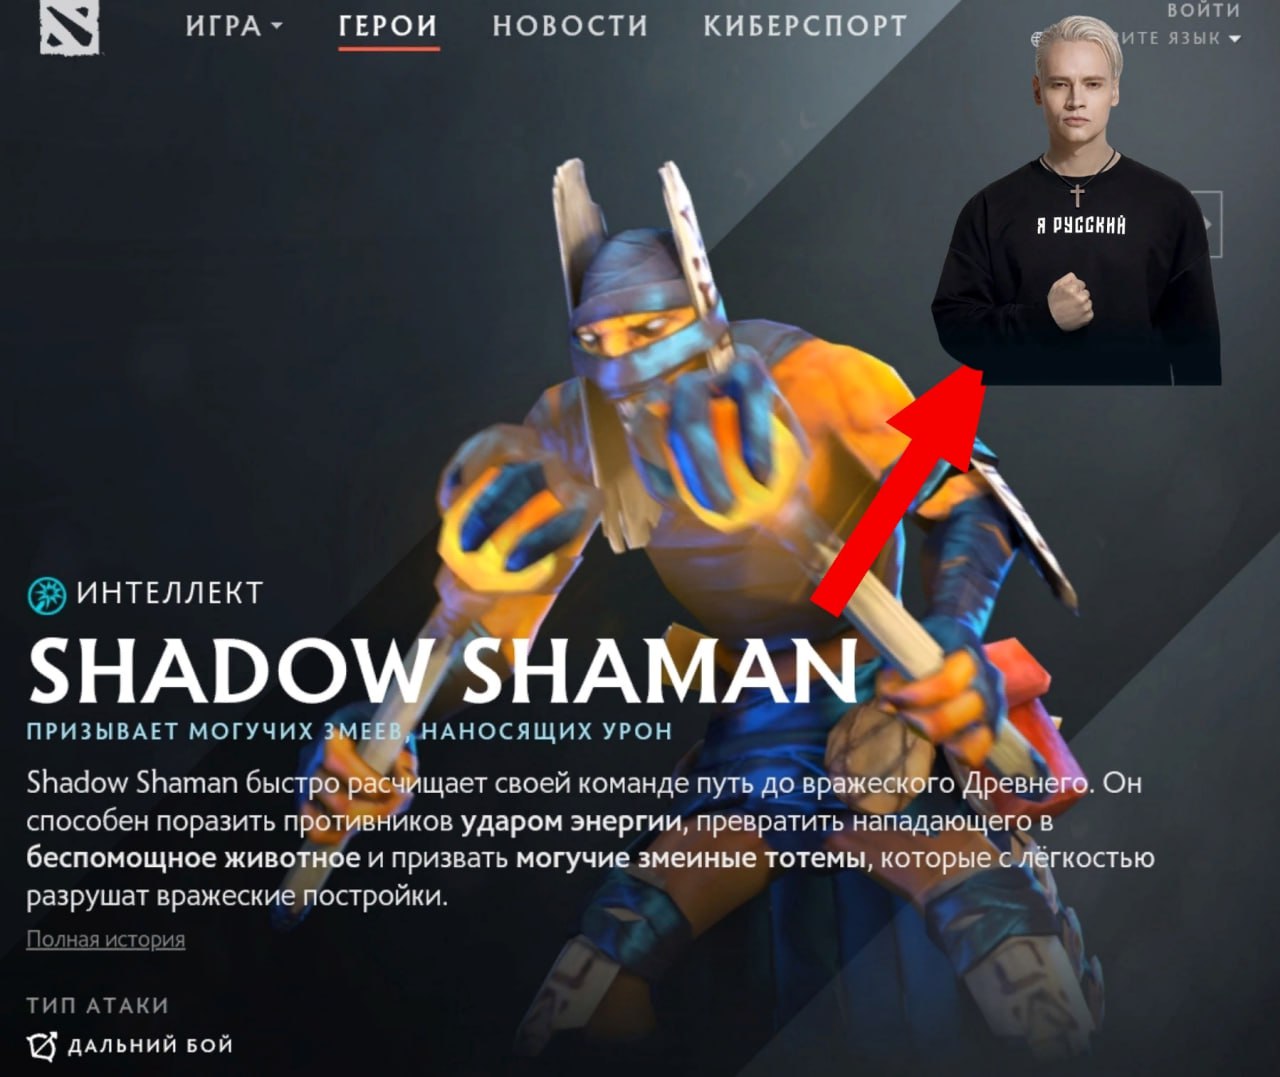 ИГРА ГЕРОИ НОВОСТИ КИБЕРСПОРТ
ВОЙТИ
ИТЕ ЯЗЫК
Я РУССКИЙ
ИНТЕЛЛЕКТ
SHADOW SHAMAN
ПРИЗЫВАЕТ МОГУЧИХ ЗМЕЕВ, НАНОСЯЩИХ УРОН
Shadow Shaman быстро расчищает своей команде путь до вражеского Древнего. Он
способен поразить противников ударом энергии, превратить нападающего в
беспомощное животное и призвать могучие змеиные тотемы, которые с лёгкостью
разрушат вражеские постройки.
Полная история
ТИП АТАКИ
ДАЛЬНИЙ БОЙ